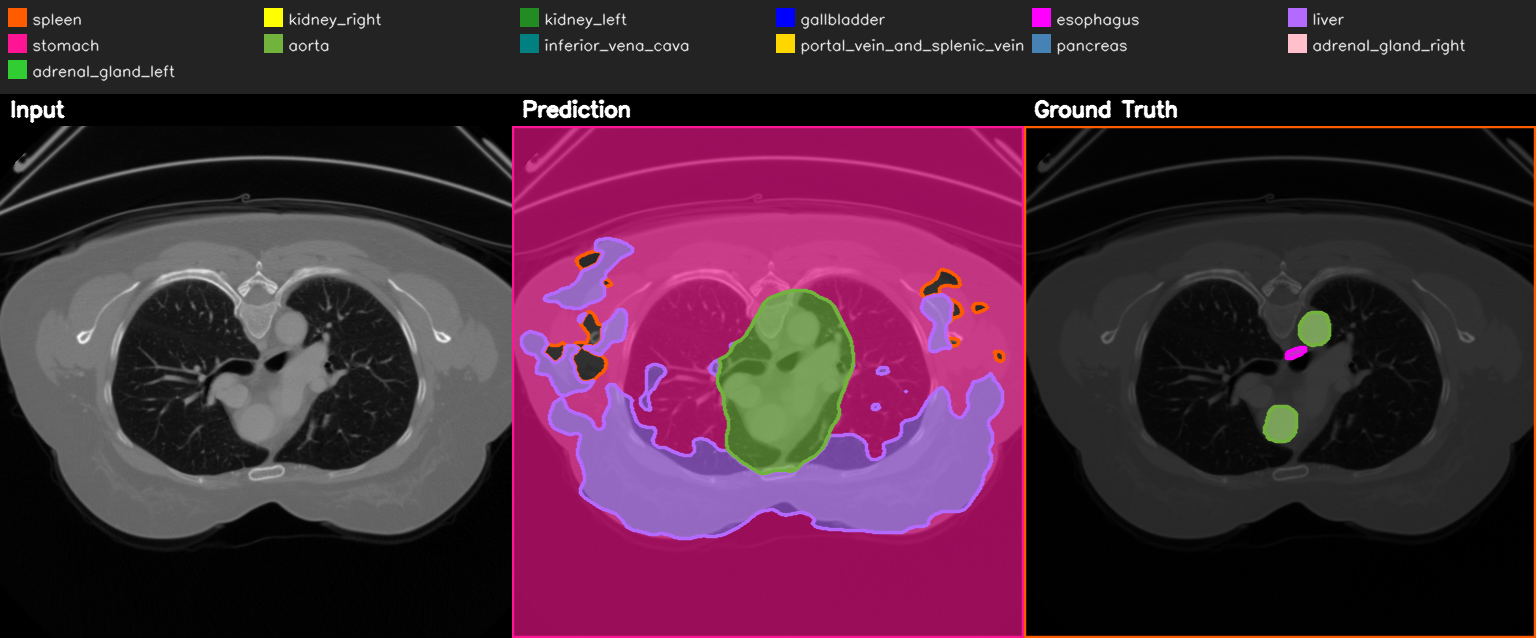 spleen kidney_right kidney_left gallbladder esophagus liver
stomach aorta inferior_vena_cava portal_vein_and_splenic_vein pancreas adrenal_gland_right
adrenal_gland_left
Input Prediction Ground Truth